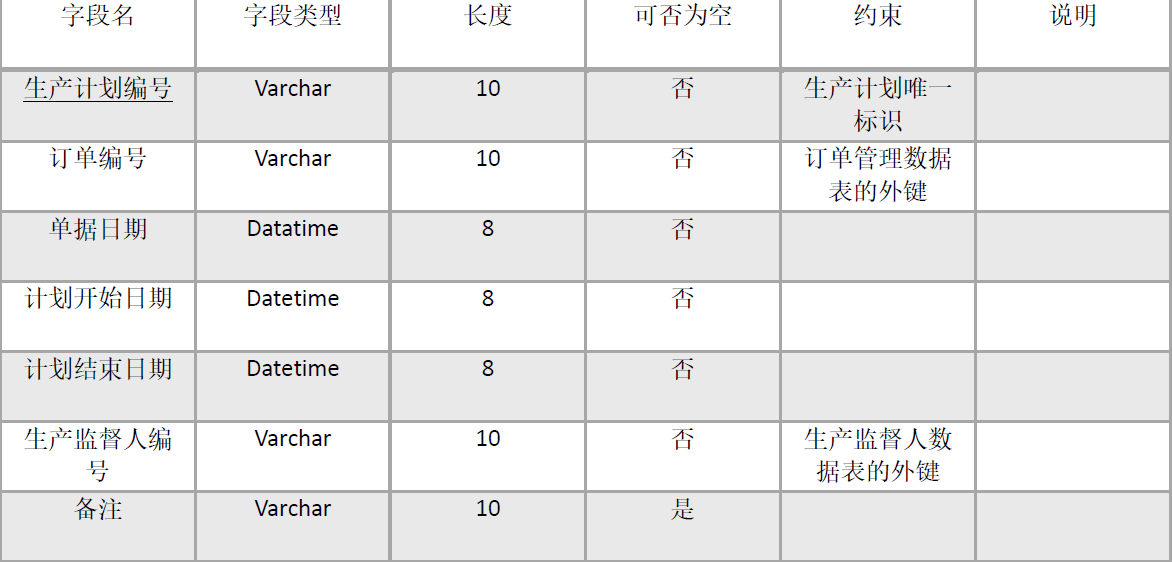 字段名 字段类型 长度 可否为空 约束 说明
生产计划编号 Varchar 10 否 生产计划唯一
标识
订单编号 Varchar 10 否 订单管理数据
表的外键
单据日期 Datatime 8 否
计划开始日期 Datetime 8 否
计划结束日期 Datetime 8 否
生产监督人编 Varchar 10 否 生产监督人数
号 据表的外键
备注 Varchar 10 是